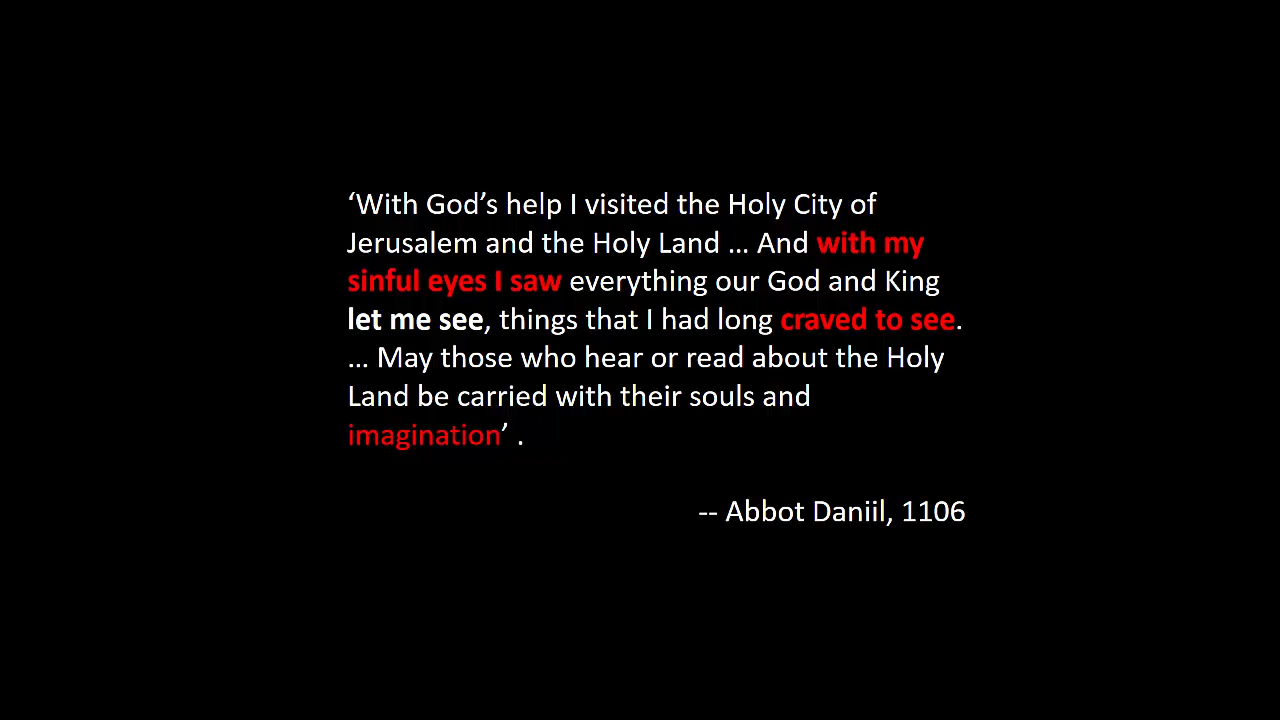 ‘With God’s help I visited the Holy City of
Jerusalem and the Holy Land … And with my
sinful eyes I saw everything our God and King
let me see, things that I had long craved to see.
… May those who hear or read about the Holy
Land be carried with their souls and
imagination’ .
-- Abbot Daniil, 1106